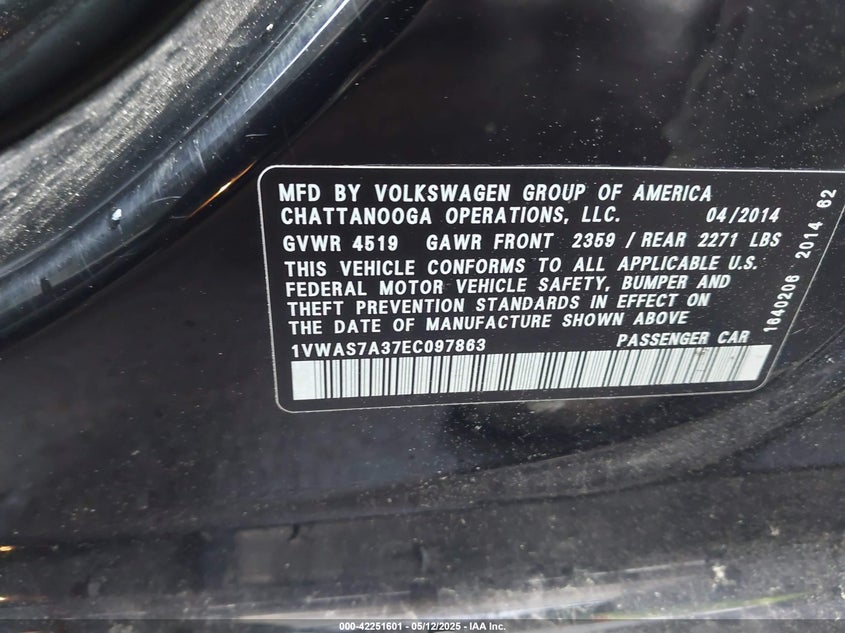 MFD BY VOLKSWAGEN GROUP OF AMERICA
CHATTANOOGA OPERATIONS, LLC. 04/2014
GVWR 4519 GAWR FRONT 2359 / REAR 2271 LBS
THIS VEHICLE CONFORMS TO ALL APPLICABLE U.S.
FEDERAL MOTOR VEHICLE SAFETY, BUMPER AND
THEFT PREVENTION STANDARDS IN EFFECT ON
THE DATE OF MANUFACTURE SHOWN ABOVE
1VWAS7A37EC097863 PASSENGER CAR
1640206 2014 62
000-42251601 - 05/12/2025 - IAA Inc.